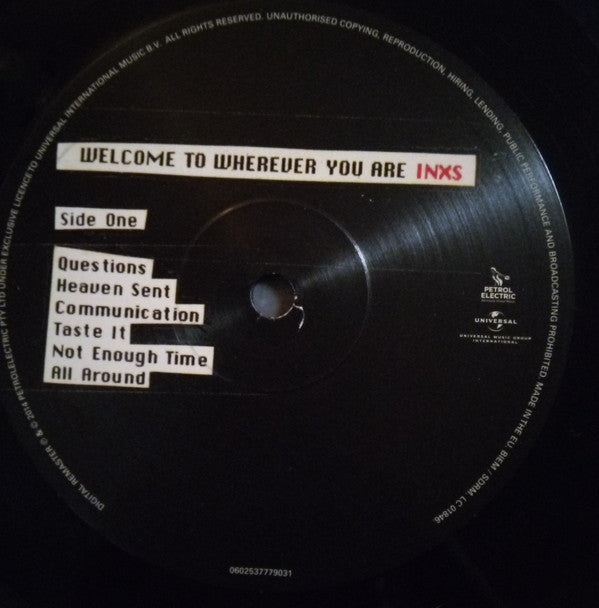 WELCOME TO WHEREVER YOU ARE INXS
Side One
Questions
Heaven Sent
Communication
Taste It
Not Enough Time
All Around
PETROL
ELECTRIC
UNIVERSAL
UNIVERSAL MUSIC GROUP
INTERNATIONAL
DIGITAL REMASTER ℗ & © 2014 PETROLELECTRIC PTY LTD UNDER EXCLUSIVE LICENCE TO UNIVERSAL INTERNATIONAL MUSIC B.V. ALL RIGHTS RESERVED. UNAUTHORISED COPYING, REPRODUCTION, HIRING, LENDING, PUBLIC PERFORMANCE AND BROADCASTING PROHIBITED. MADE IN THE EU. BIEM / SDRM. LC 01846.
0602537779031